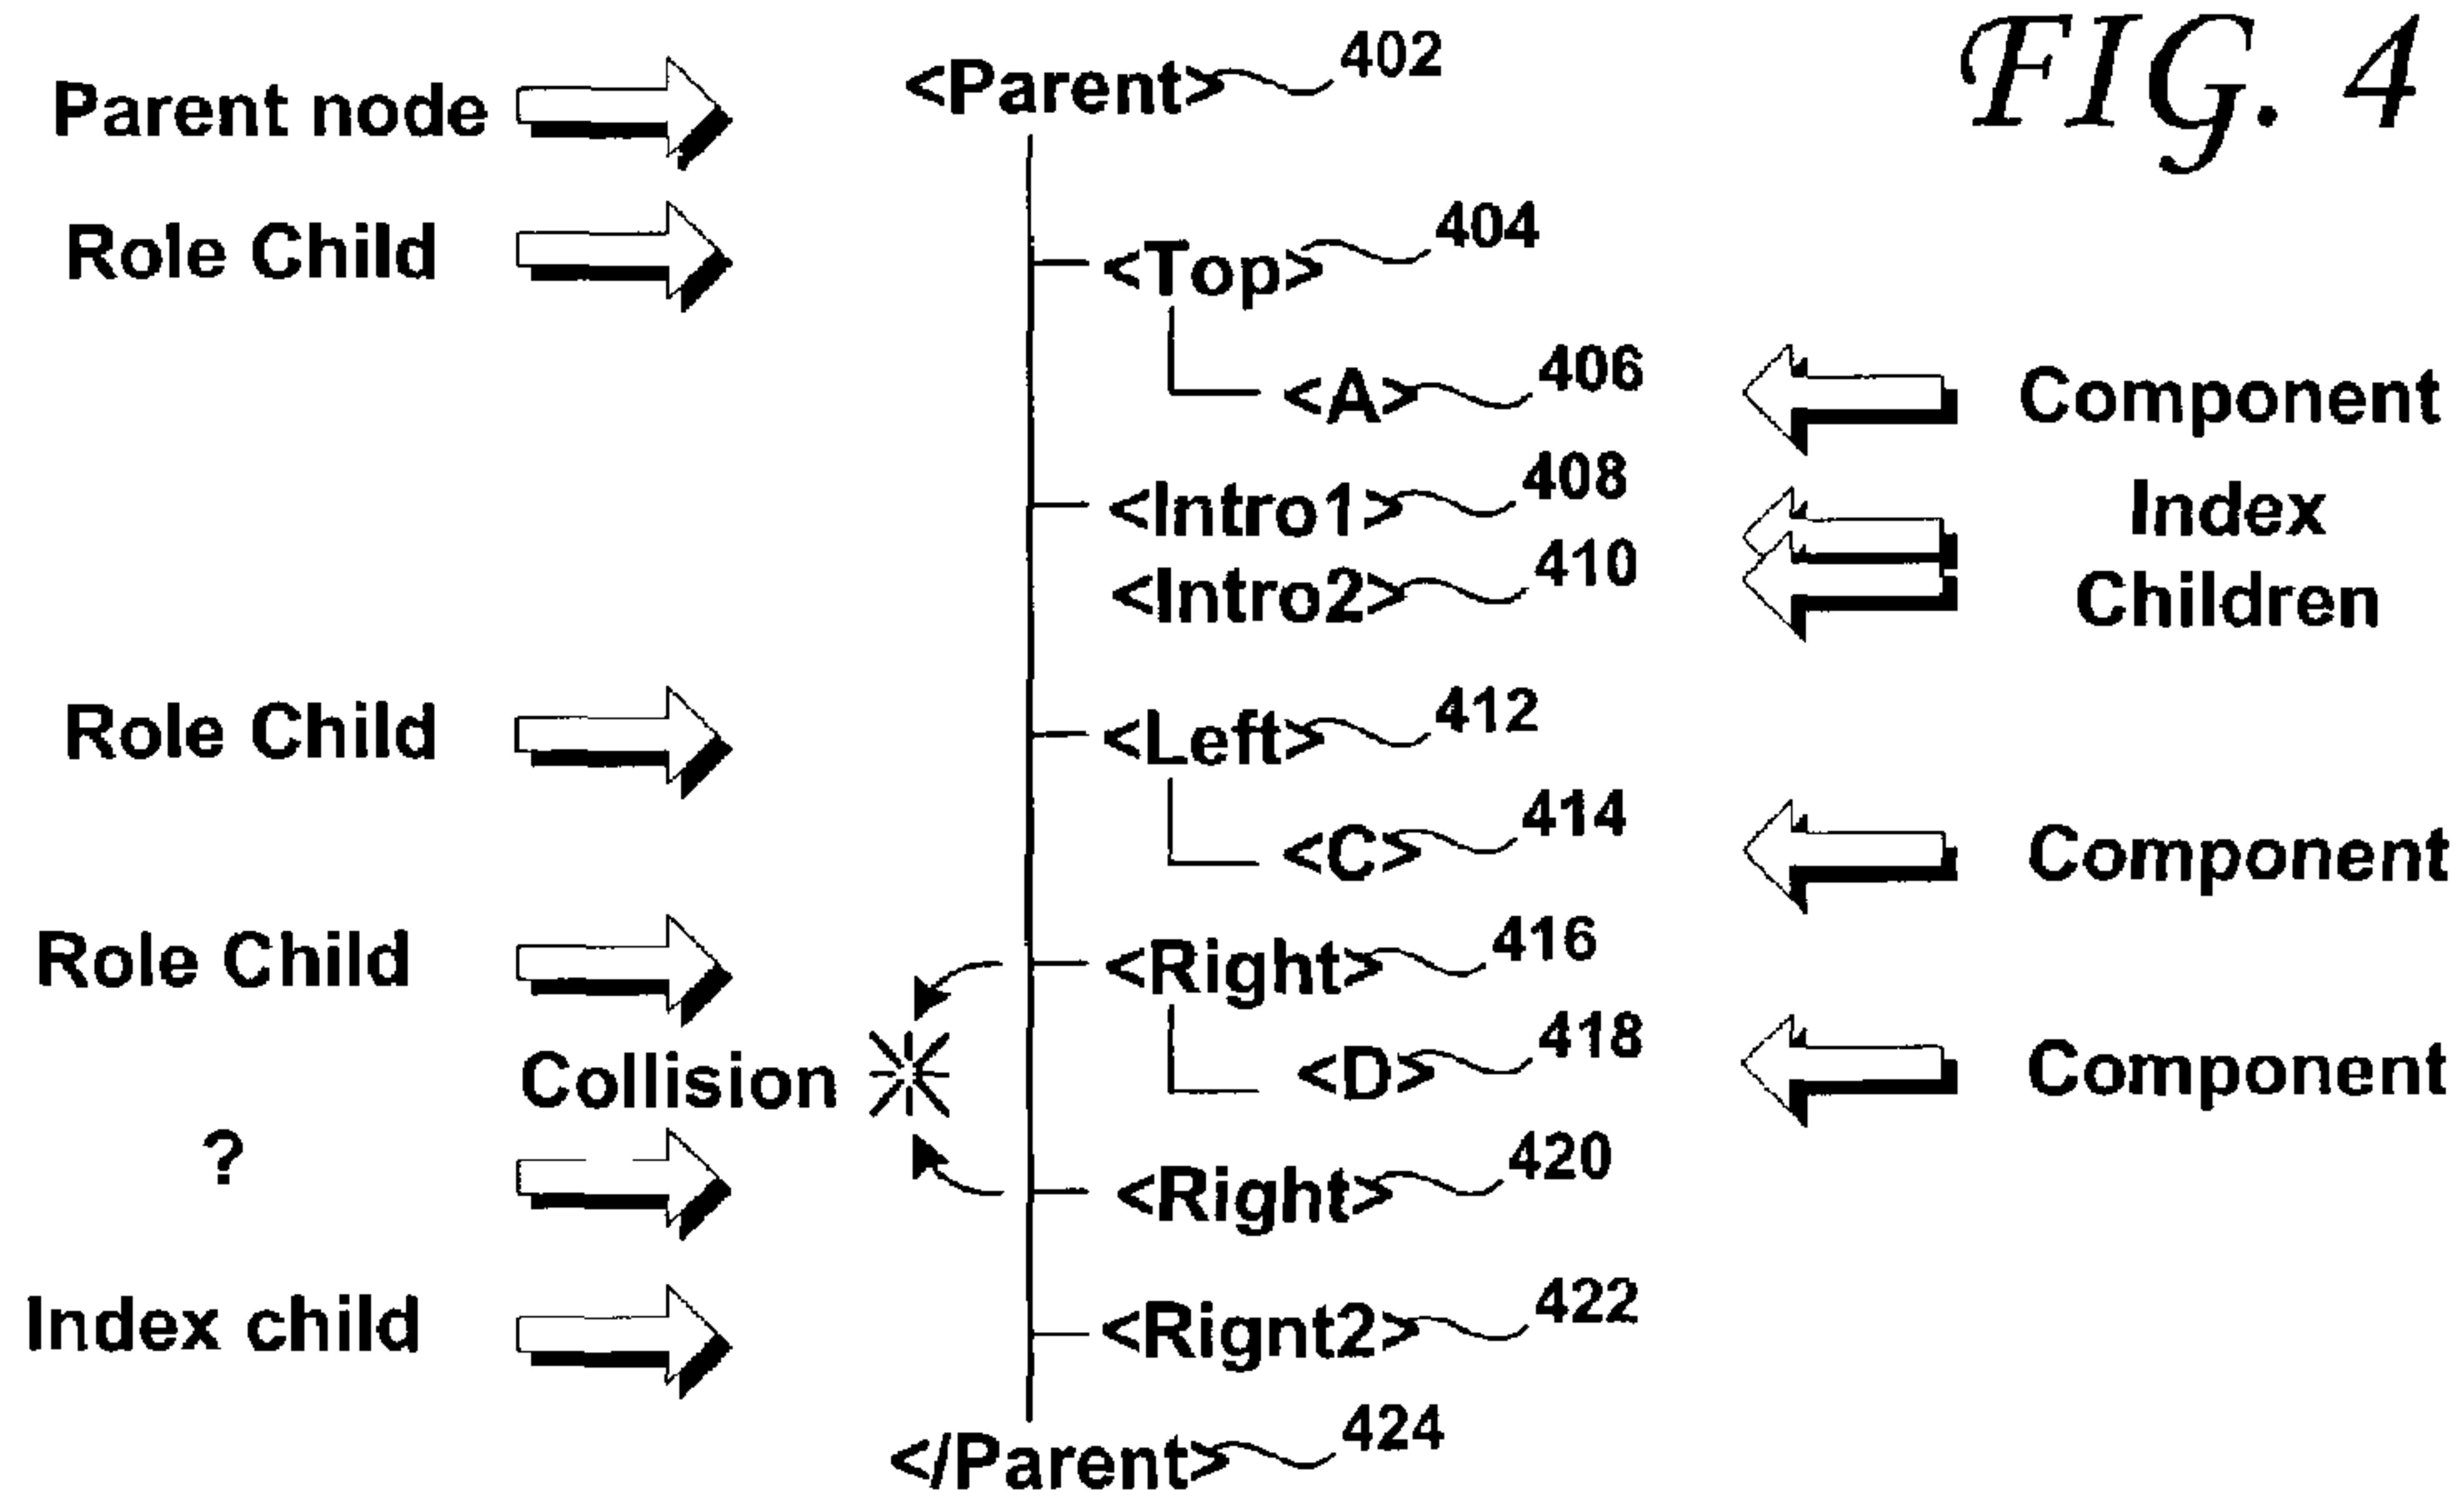 FIG. 4
Parent node <Parent> 402
Role Child <Top> 404
<A> 406 Component
<Intro1> 408 Index
<Intro2> 410 Children
Role Child <Left> 412
<C> 414 Component
Role Child <Right> 416
Collision <D> 418 Component
? <Right> 420
Index child <Rignt2> 422
</Parent> 424